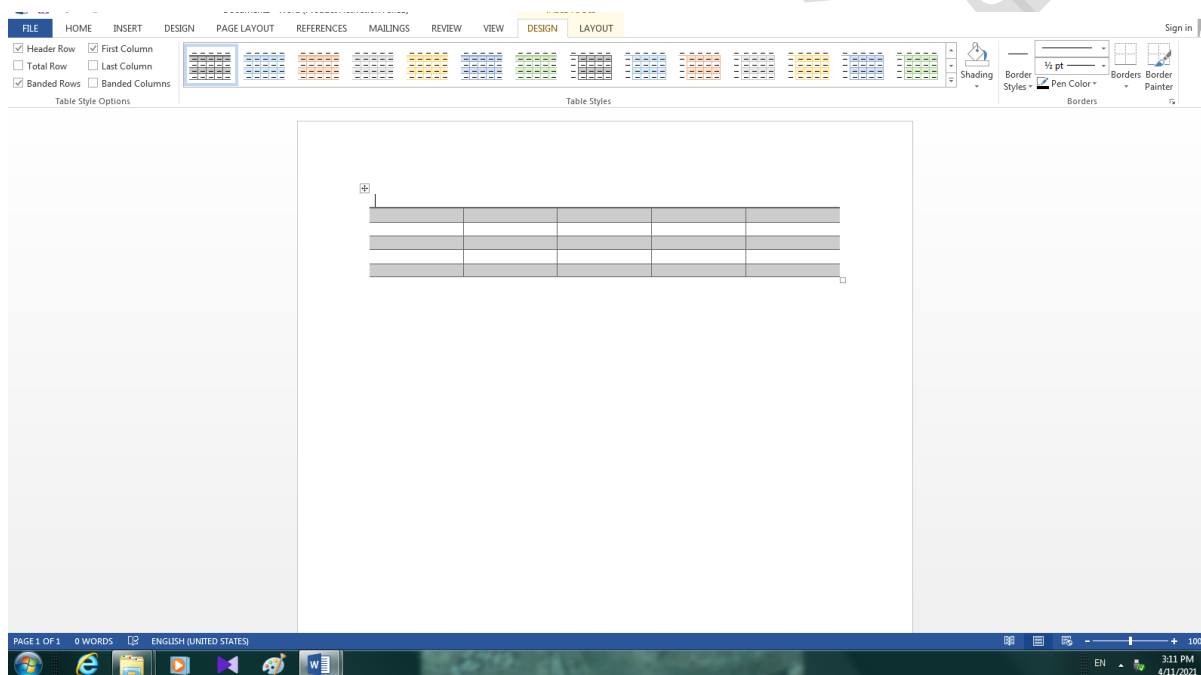 FILE HOME INSERT DESIGN PAGE LAYOUT REFERENCES MAILINGS REVIEW VIEW DESIGN LAYOUT Sign in
Header Row First Column
Total Row Last Column
Banded Rows Banded Columns
Table Style Options
Table Styles
Shading
Border Styles
½ pt
Pen Color
Borders
Border Painter
Borders
PAGE 1 OF 1 0 WORDS ENGLISH (UNITED STATES) 100
EN 3:11 PM
4/11/2021